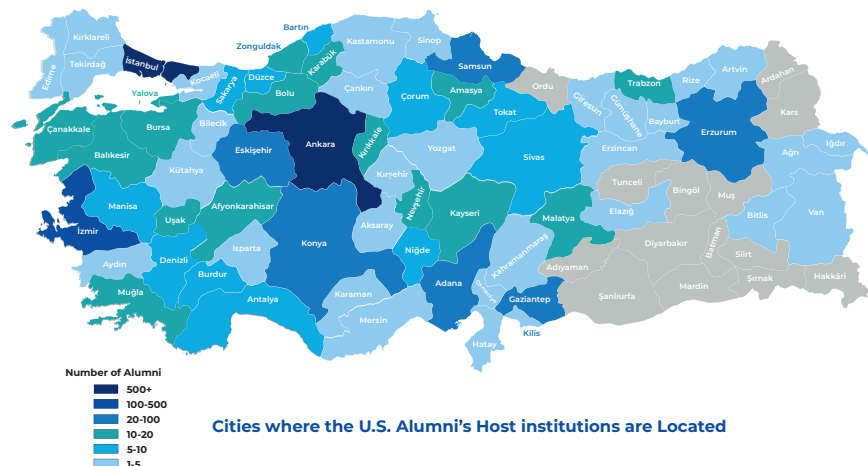 Bartın
Zonguldak
Kırklareli
Kastamonu
Sinop
Edirne
Tekirdağ
İstanbul
Kocaeli
Sakarya
Düzce
Karabük
Samsun
Yalova
Bolu
Çankırı
Çorum
Amasya
Ordu
Giresun
Trabzon
Rize
Artvin
Ardahan
Kars
Çanakkale
Bursa
Bilecik
Ankara
Kırıkkale
Tokat
Gümüşhane
Bayburt
Erzurum
Iğdır
Balıkesir
Eskişehir
Yozgat
Sivas
Erzincan
Ağrı
Kütahya
Kırşehir
Tunceli
Bingöl
Muş
Manisa
Uşak
Afyonkarahisar
Nevşehir
Kayseri
Malatya
Elazığ
Bitlis
Van
İzmir
Isparta
Konya
Aksaray
Niğde
Kahramanmaraş
Diyarbakır
Batman
Siirt
Aydın
Denizli
Burdur
Adıyaman
Şırnak
Hakkâri
Muğla
Antalya
Karaman
Mersin
Adana
Osmaniye
Gaziantep
Şanlıurfa
Mardin
Kilis
Hatay
Number of Alumni
500+
100-500
20-100
10-20
5-10
1-5
Cities where the U.S. Alumni’s Host institutions are Located